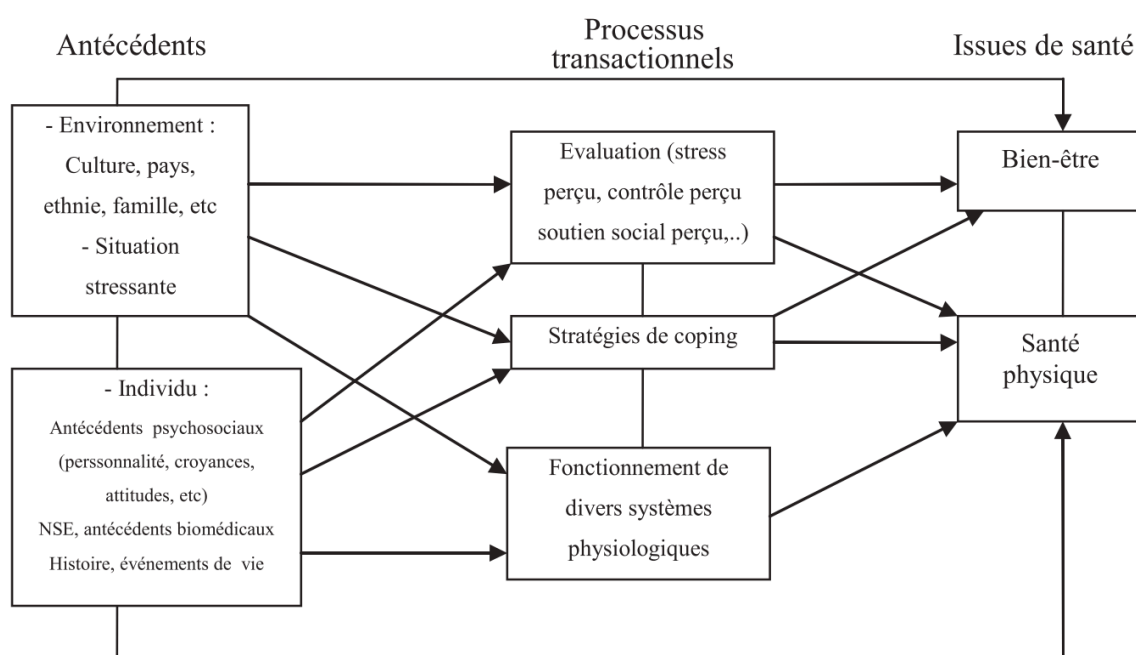 Antécédents
Processus
transactionnels
Issues de santé
- Environnement :
Culture, pays,
ethnie, famille, etc
- Situation
stressante
- Individu :
Antécédents psychosociaux
(perssonnalité, croyances,
attitudes, etc)
NSE, antécédents biomédicaux
Histoire, événements de vie
Evaluation (stress
perçu, contrôle perçu
soutien social perçu,..)
Stratégies de coping
Fonctionnement de
divers systèmes
physiologiques
Bien-être
Santé
physique